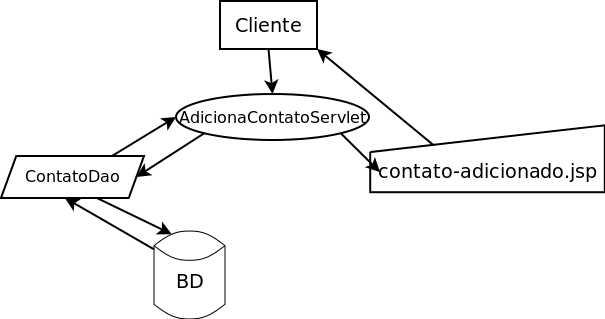 Cliente
AdicionaContatoServlet
contato-adicionado.jsp
ContatoDao
BD